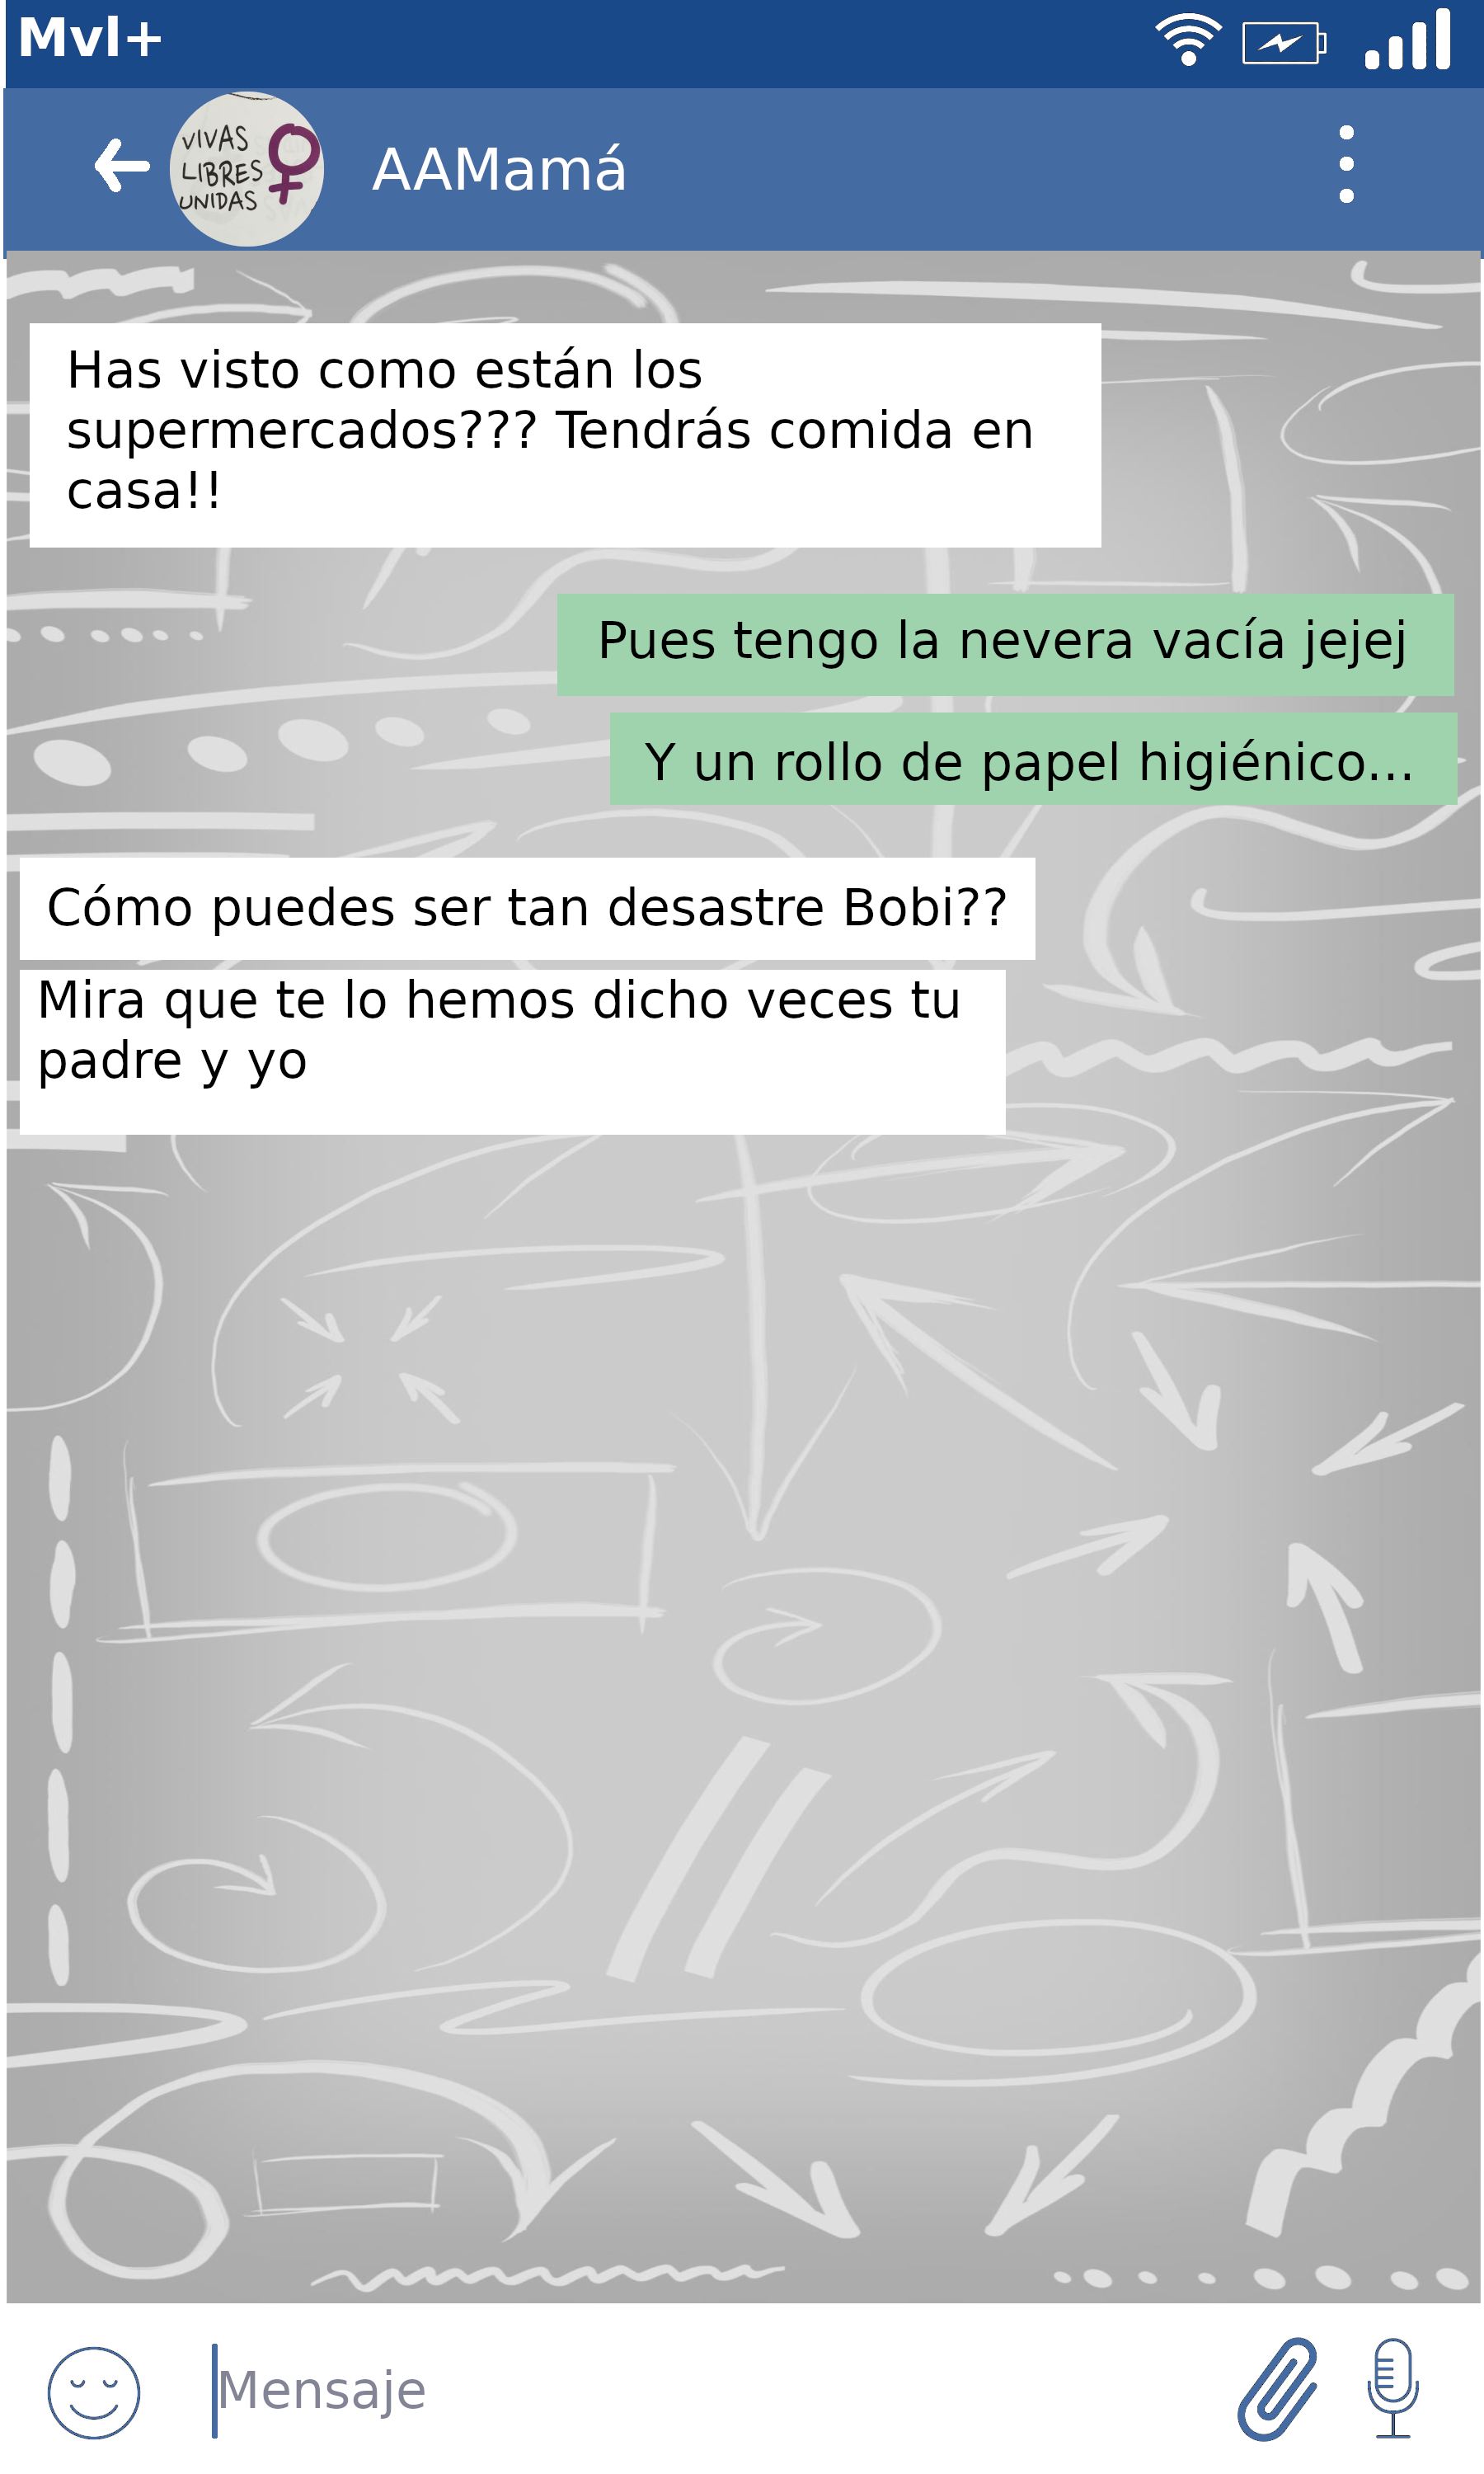 Mvl+
VIVAS
LIBRES
UNIDAS
AAMamá
Has visto como están los
supermercados??? Tendrás comida en
casa!!
Pues tengo la nevera vacía jejej
Y un rollo de papel higiénico...
Cómo puedes ser tan desastre Bobi??
Mira que te lo hemos dicho veces tu
padre y yo
Mensaje